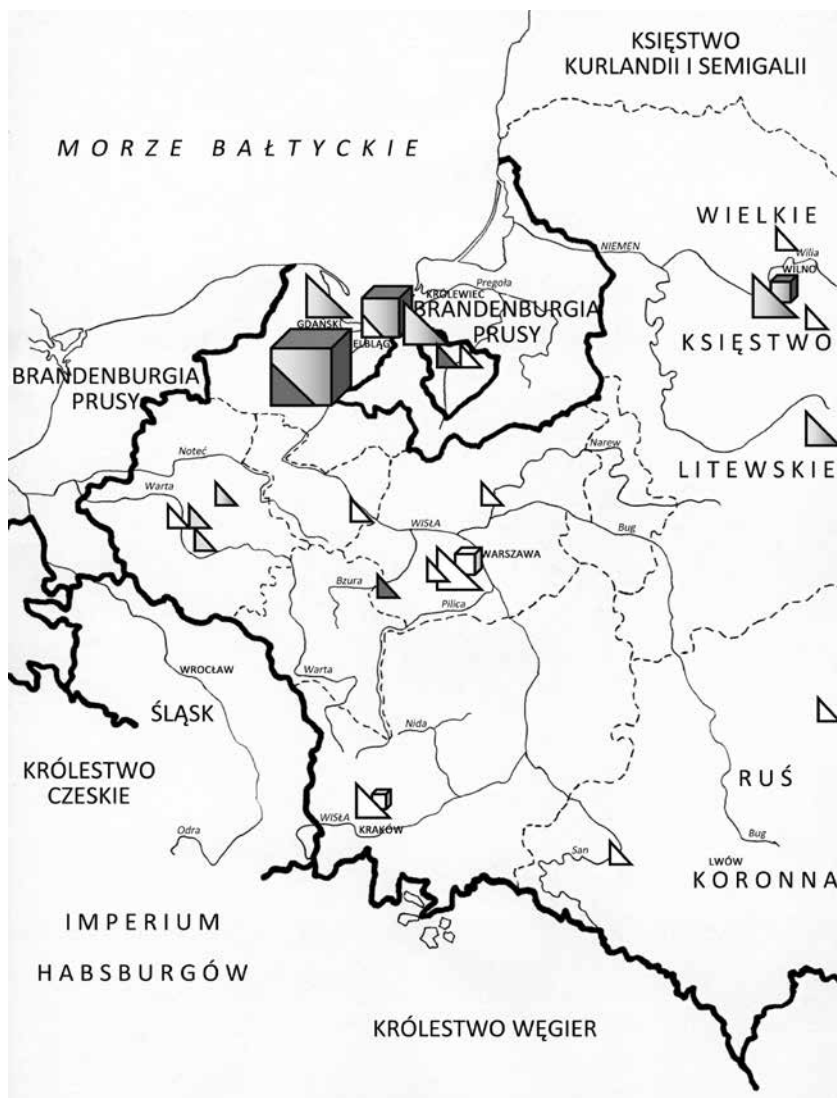 KSIĘSTWO
KURLANDII I SEMIGALII
MORZE BAŁTYCKIE
WIELKIE
Wilia
WILNO
NIEMEN
Pregoła
KRÓLEWIEC
BRANDENBURGIA
PRUSY
GDAŃSK
ELBLĄG
KSIĘSTWO
BRANDENBURGIA
PRUSY
LITEWSKIE
Noteć
Narew
Warta
WISŁA
Bug
WARSZAWA
Bzura
Pilica
WROCŁAW
Warta
ŚLĄSK
Nida
KRÓLESTWO
CZESKIE
RUŚ
WISŁA
KRAKÓW
Odra
San
Bug
LWÓW
KORONNA
IMPERIUM
HABSBURGÓW
KRÓLESTWO WĘGIER